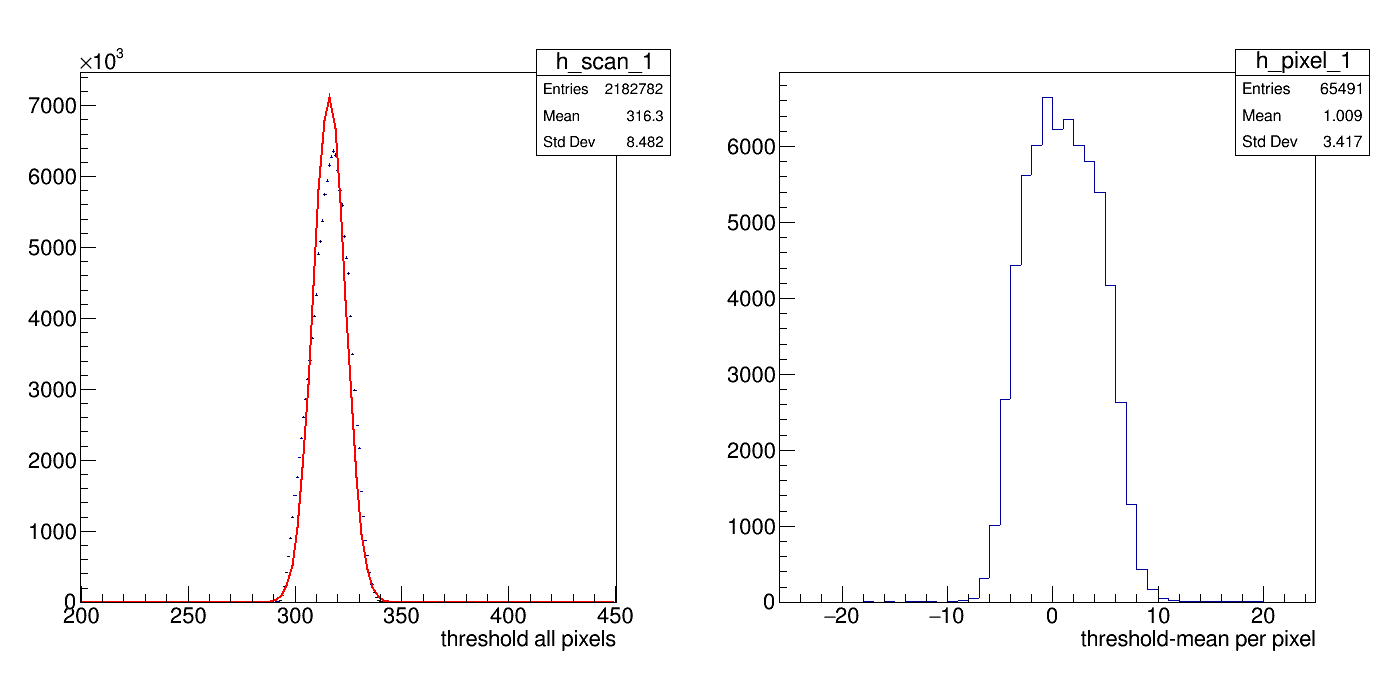 ×10³
h_scan_1
Entries 2182782
Mean 316.3
Std Dev 8.482
7000
6000
5000
4000
3000
2000
1000
0
200 250 300 350 400 450
threshold all pixels
h_pixel_1
Entries 65491
Mean 1.009
Std Dev 3.417
6000
5000
4000
3000
2000
1000
0
−20 −10 0 10 20
threshold-mean per pixel